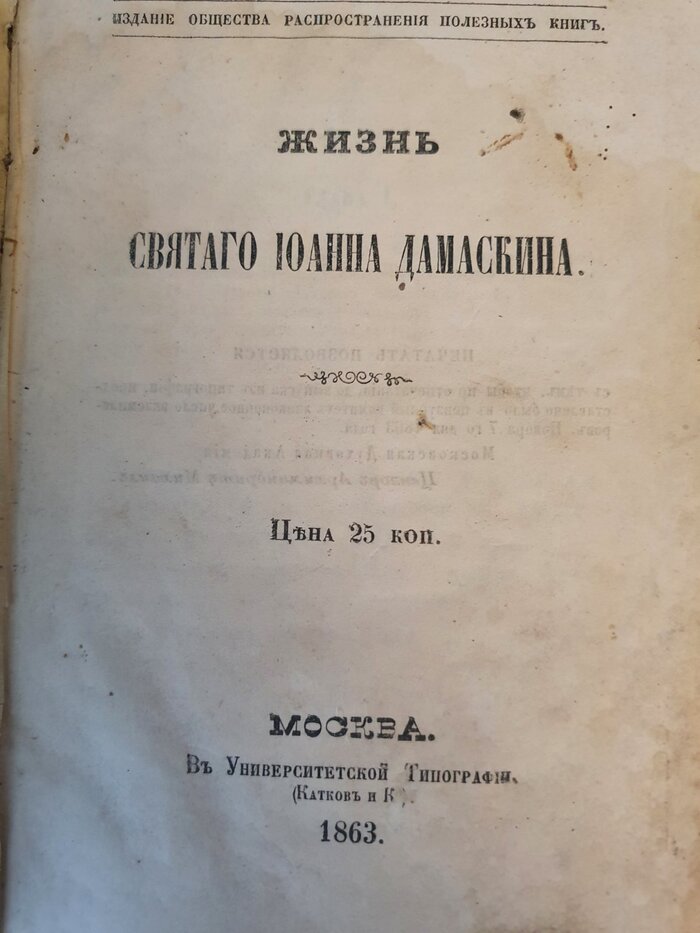 ИЗДАНІЕ ОБЩЕСТВА РАСПРОСТРАНЕНІЯ ПОЛЕЗНЫХЪ КНИГЪ.
ЖИЗНЬ
СВЯТАГО ІОАННА ДАМАСКИНА.
Цѣна 25 коп.
МОСКВА.
Въ Университетской Типографіи.
(Катковъ и К
1863.